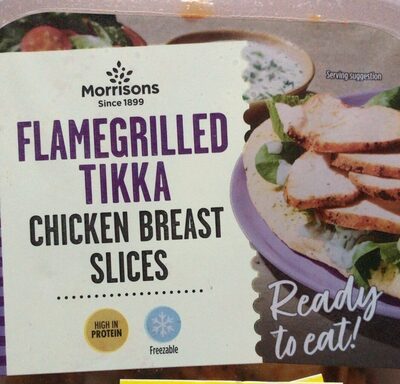 Morrisons
Since 1899
FLAMEGRILLED
TIKKA
CHICKEN BREAST
SLICES
HIGH IN
PROTEIN
Freezable
Serving suggestion
Ready
to eat!